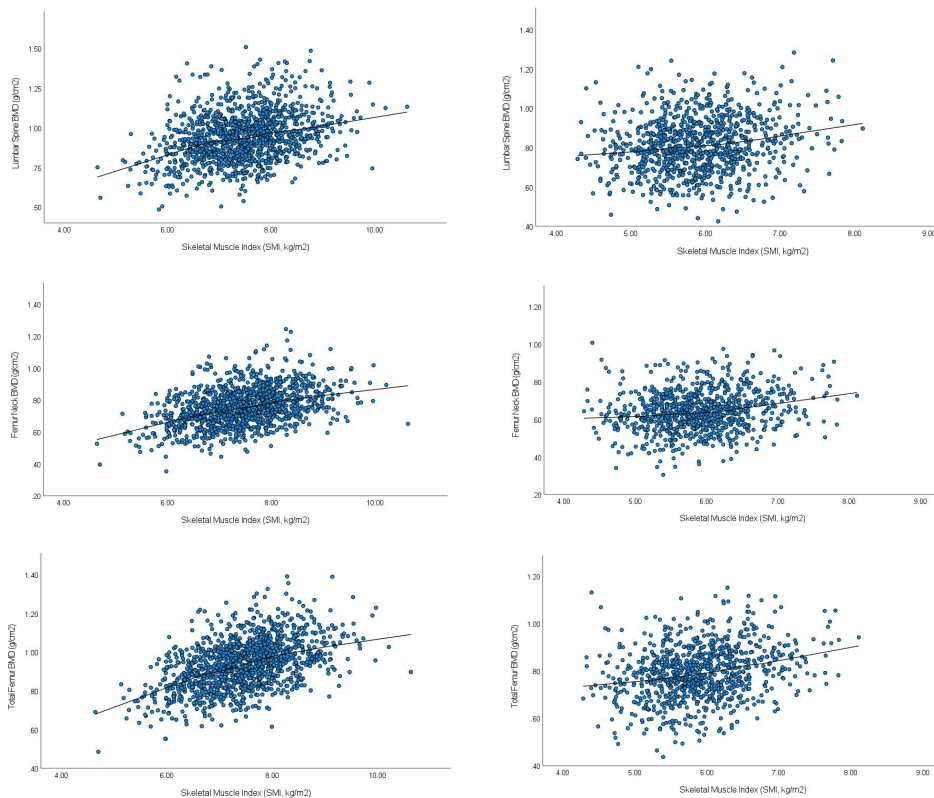 Lumbar Spine BMD (g/cm2)
1.50
1.25
1.00
.75
.50
4.00 6.00 8.00 10.00
Skeletal Muscle Index (SMI, kg/m2)
Lumbar Spine BMD (g/cm2)
1.40
1.20
1.00
.80
.60
.40
4.00 5.00 6.00 7.00 8.00 9.00
Skeletal Muscle Index (SMI, kg/m2)
Femur Neck BMD (g/cm2)
1.40
1.20
1.00
.80
.60
.40
.20
4.00 6.00 8.00 10.00
Skeletal Muscle Index (SMI, kg/m2)
Femur Neck BMD (g/cm2)
1.20
1.00
.80
.60
.40
.20
4.00 5.00 6.00 7.00 8.00 9.00
Skeletal Muscle Index (SMI, kg/m2)
Total Femur BMD (g/cm2)
1.40
1.20
1.00
.80
.60
.40
4.00 6.00 8.00 10.00
Skeletal Muscle Index (SMI, kg/m2)
Total Femur BMD (g/cm2)
1.20
1.00
.80
.60
.40
4.00 5.00 6.00 7.00 8.00 9.00
Skeletal Muscle Index (SMI, kg/m2)